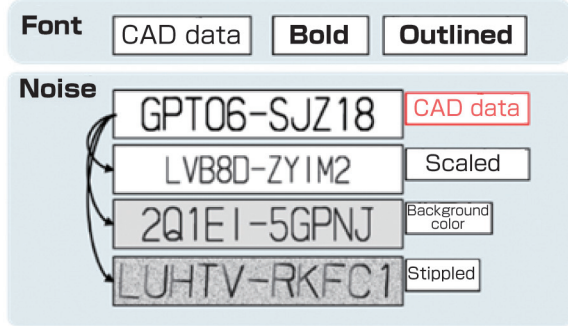 Font CAD data Bold Outlined
Noise
GPT06-SJZ18 CAD data
LVB8D-ZYIM2 Scaled
2Q1EI-5GPNJ Background color
LUHTV-RKFC1 Stippled